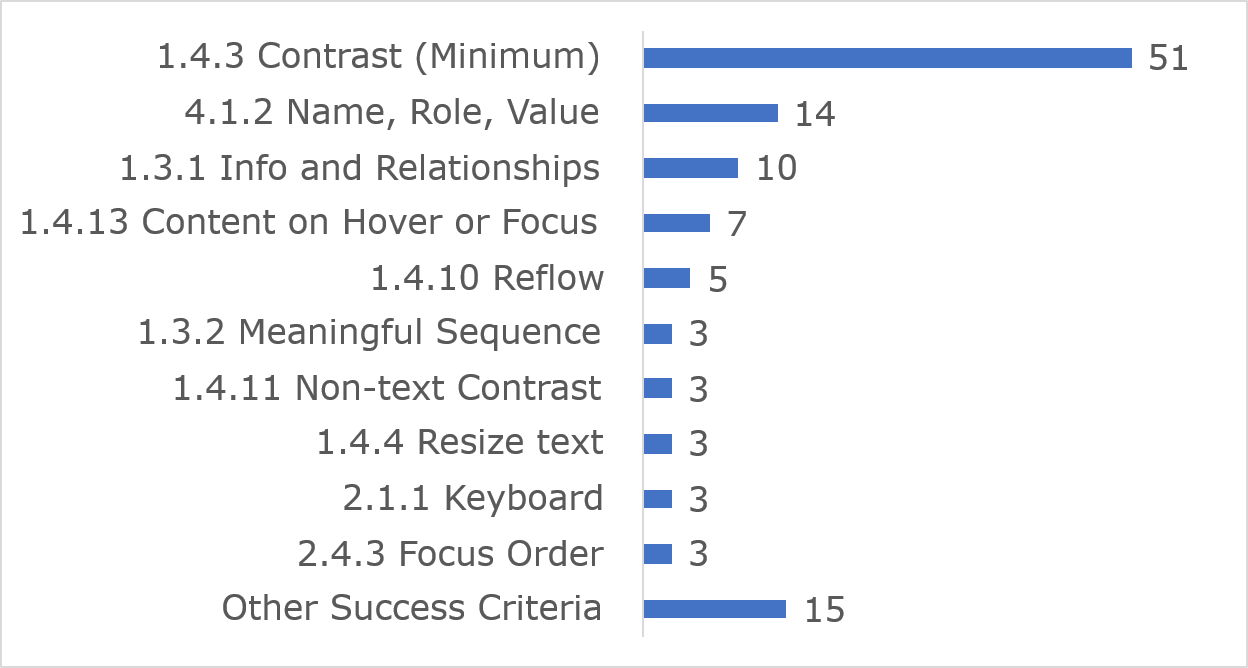 1.4.3 Contrast (Minimum) 51
4.1.2 Name, Role, Value 14
1.3.1 Info and Relationships 10
1.4.13 Content on Hover or Focus 7
1.4.10 Reflow 5
1.3.2 Meaningful Sequence 3
1.4.11 Non-text Contrast 3
1.4.4 Resize text 3
2.1.1 Keyboard 3
2.4.3 Focus Order 3
Other Success Criteria 15